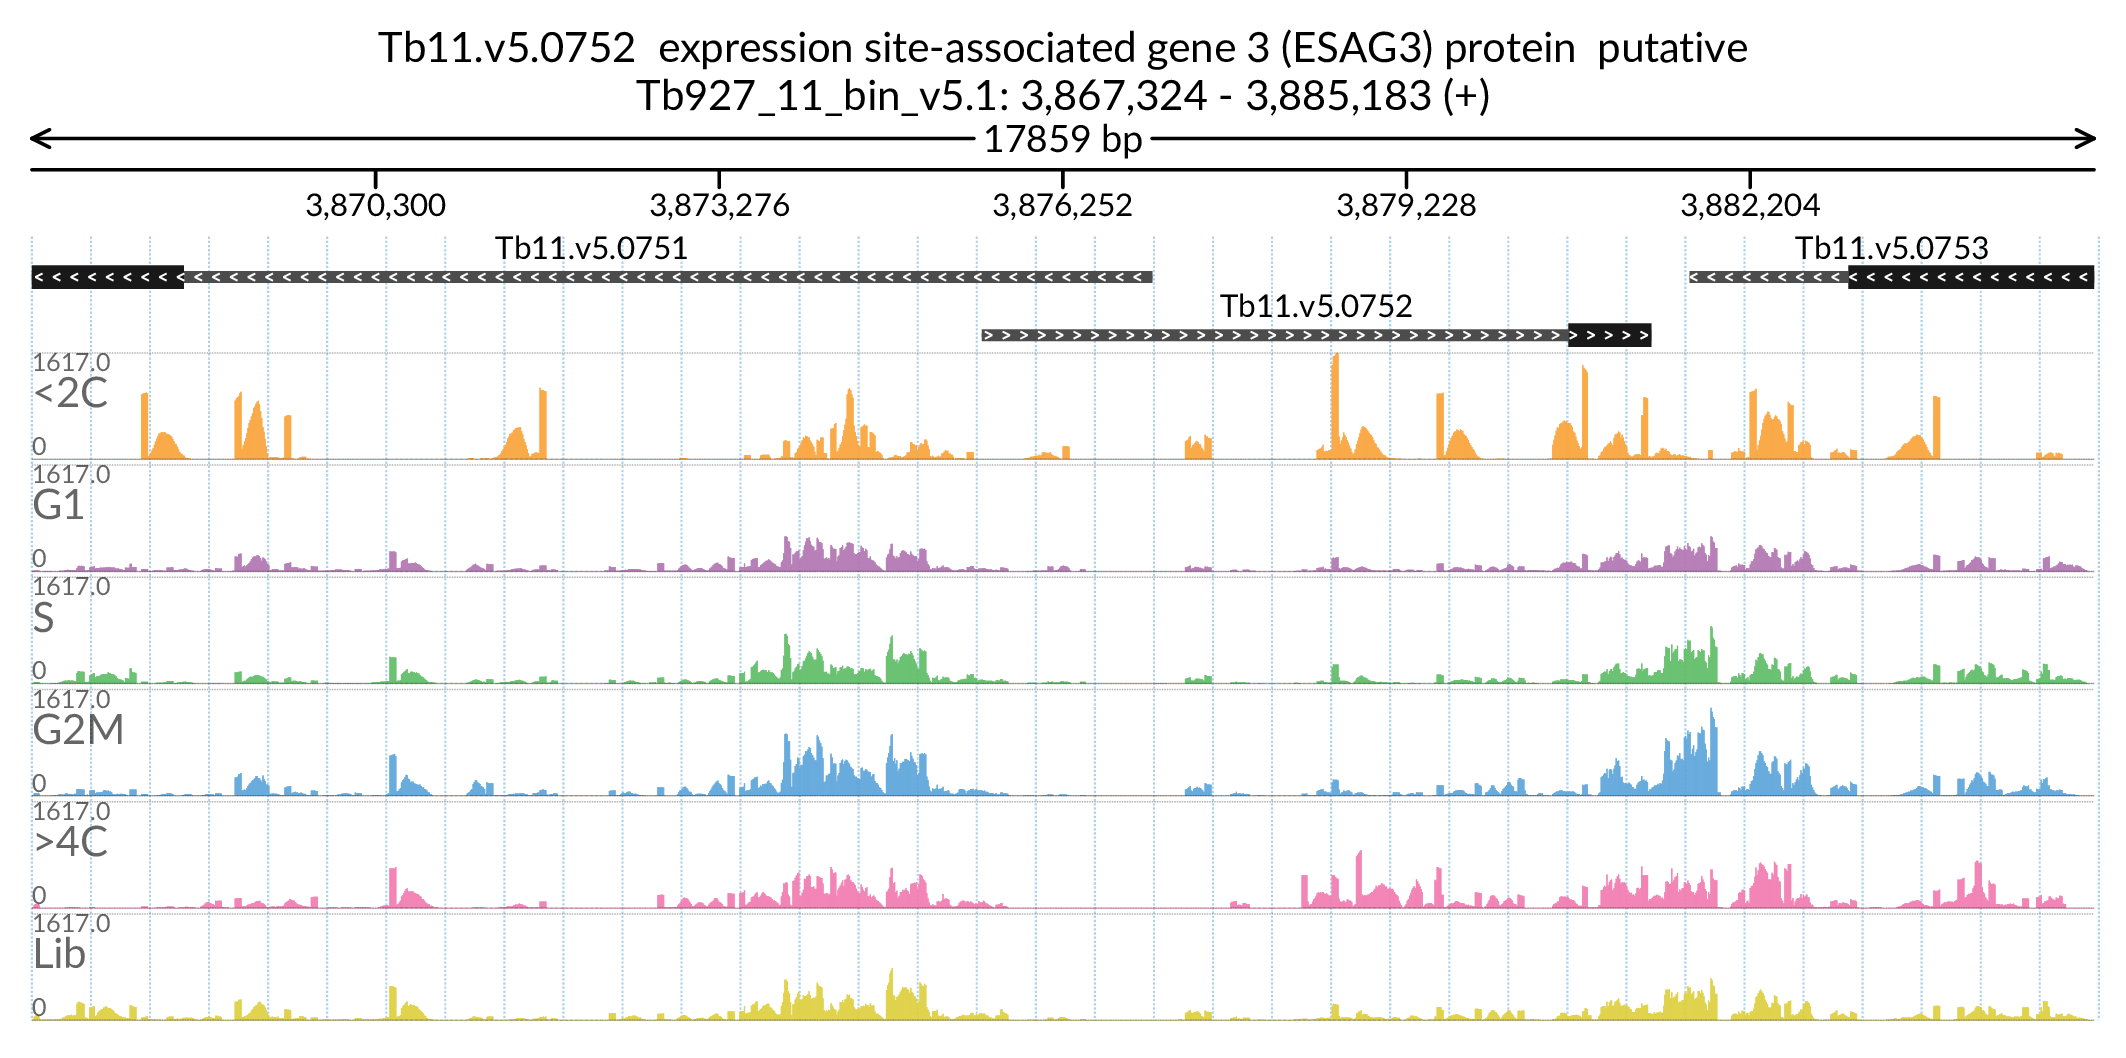 Tb11.v5.0752  expression site-associated gene 3 (ESAG3) protein  putative
Tb927_11_bin_v5.1: 3,867,324 - 3,885,183 (+)
17859 bp
3,870,300 3,873,276 3,876,252 3,879,228 3,882,204
Tb11.v5.0751 Tb11.v5.0753
Tb11.v5.0752
1617.0
<2C
0
1617.0
G1
0
1617.0
S
0
1617.0
G2M
0
1617.0
>4C
0
1617.0
Lib
0